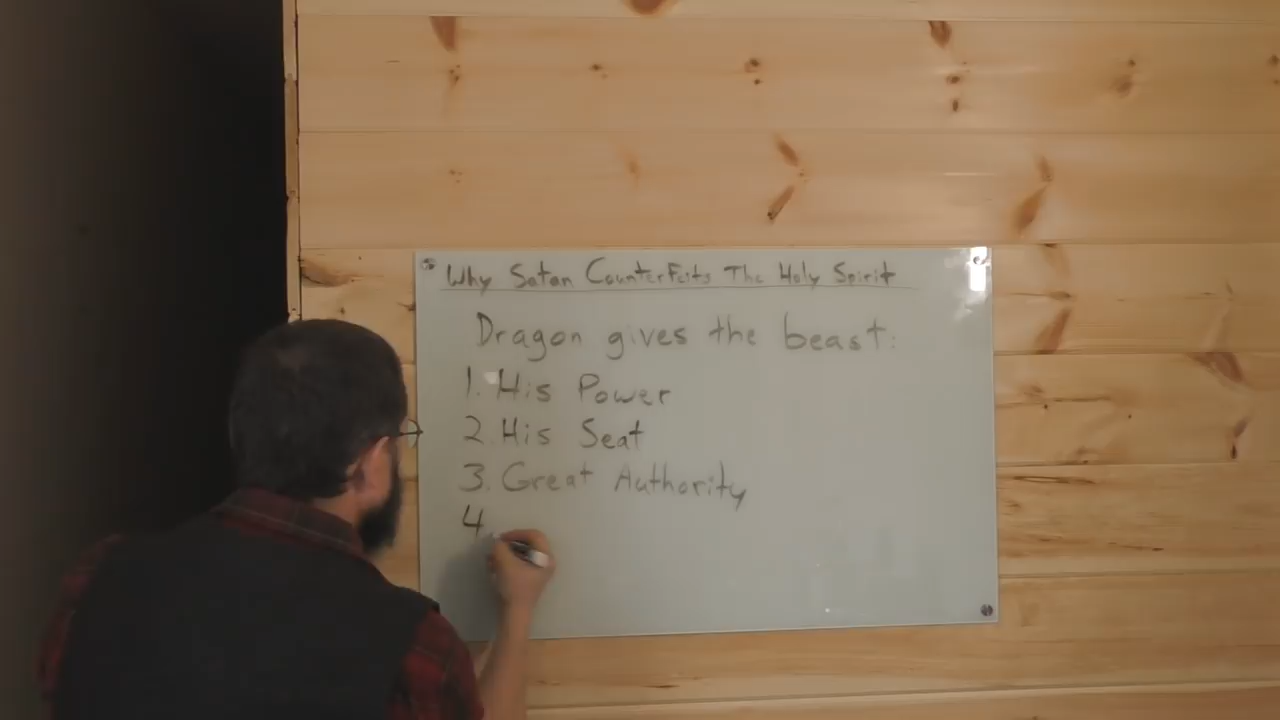 Why Satan Counterfeits The Holy Spirit
Dragon gives the beast:
1. His Power
2. His Seat
3. Great Authority
4.